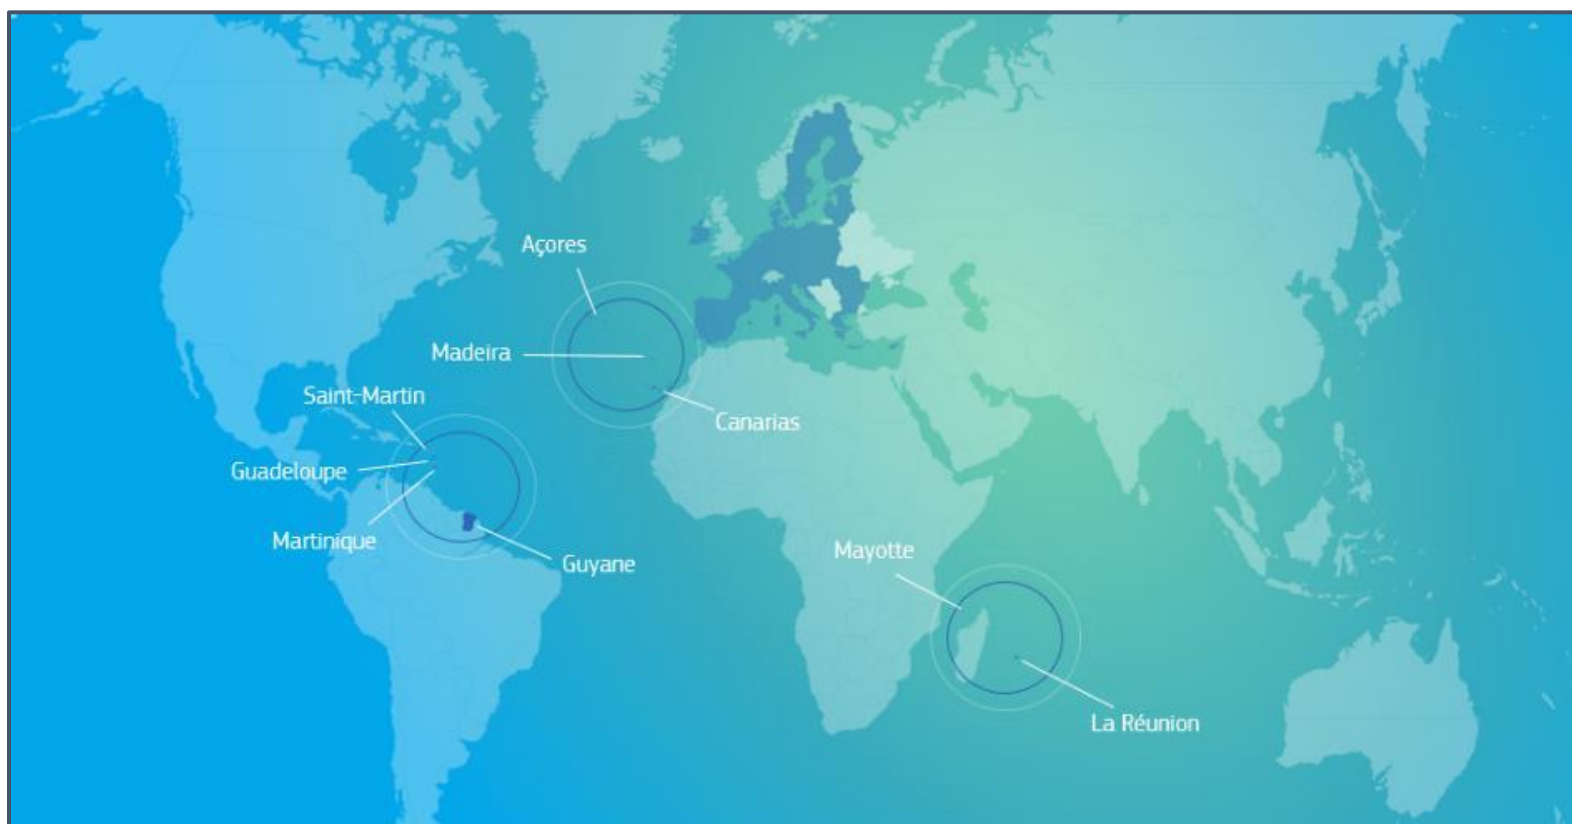 Açores
Madeira
Saint-Martin
Canarias
Guadeloupe
Martinique
Guyane
Mayotte
La Réunion